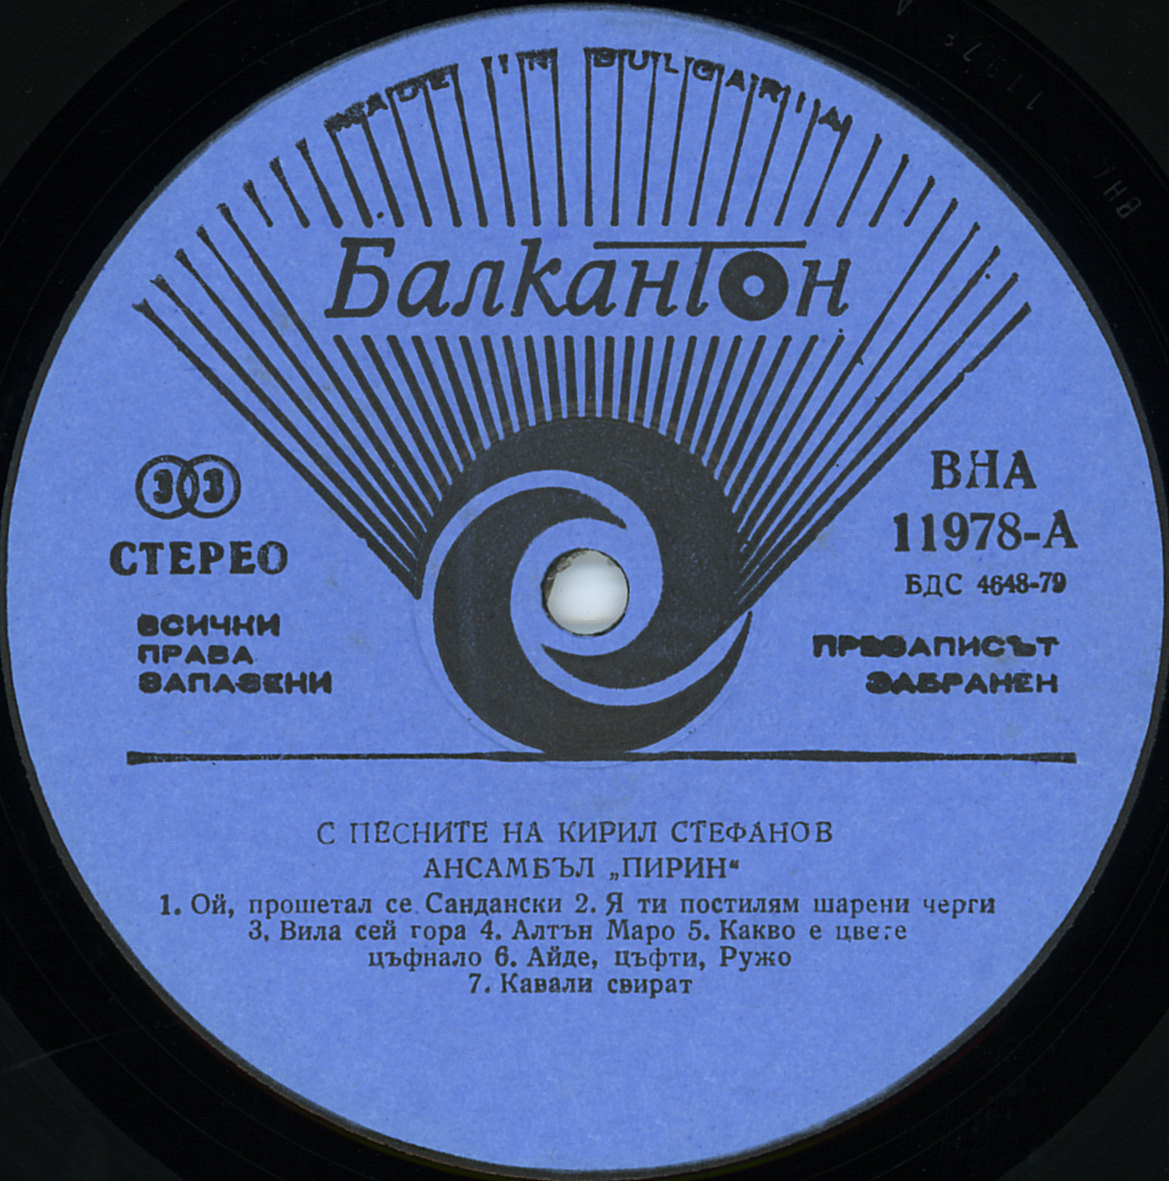 MADE IN BULGARIA
Балкантон
33
СТЕРЕО
ВСИЧКИ
ПРАВА
ЗАПАЗЕНИ
ВНА
11978-А
БДС 4648-79
ПРЕЗАПИСЪТ
ЗАБРАНЕН
С ПЕСНИТЕ НА КИРИЛ СТЕФАНОВ
АНСАМБЪЛ „ПИРИН“
1. Ой, прошетал се Сандански 2. Я ти постилям шарени черги
3. Вила сей гора 4. Алтън Маро 5. Какво е цвете
цъфнало 6. Айде, цъфти, Ружо
7. Кавали свират